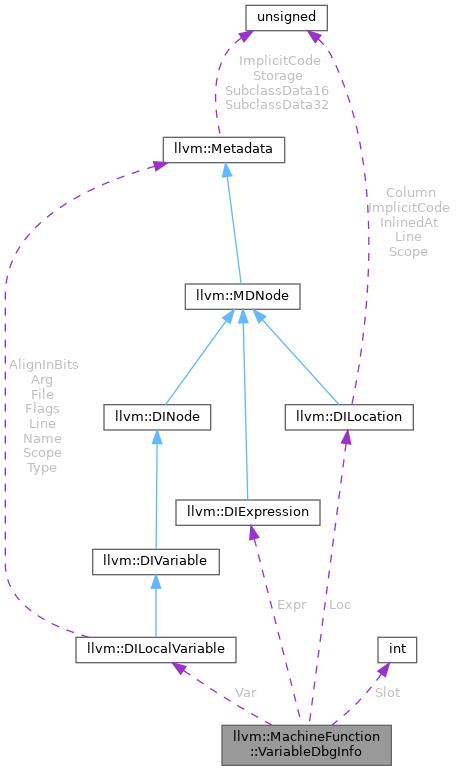 unsigned
ImplicitCode
Storage
SubclassData16
SubclassData32
llvm::Metadata
Column
ImplicitCode
InlinedAt
Line
Scope
llvm::MDNode
AlignInBits
Arg
File
Flags
Line
Name
Scope
Type
llvm::DINode
llvm::DILocation
llvm::DIExpression
llvm::DIVariable
Expr
Loc
llvm::DILocalVariable
int
Var
Slot
llvm::MachineFunction
::VariableDbgInfo